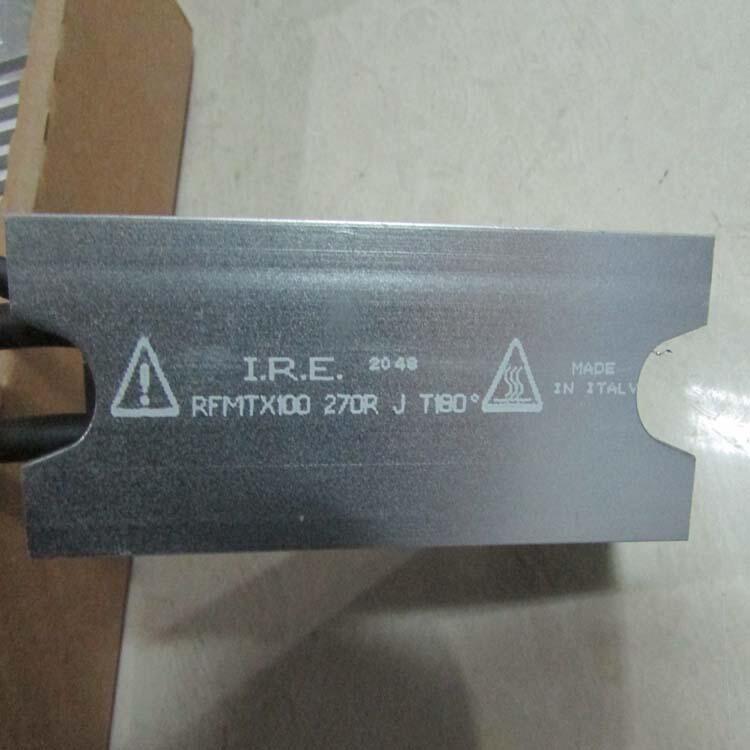 I.R.E. 2048
RFMTX100 270R J T180°
MADE
IN ITALY